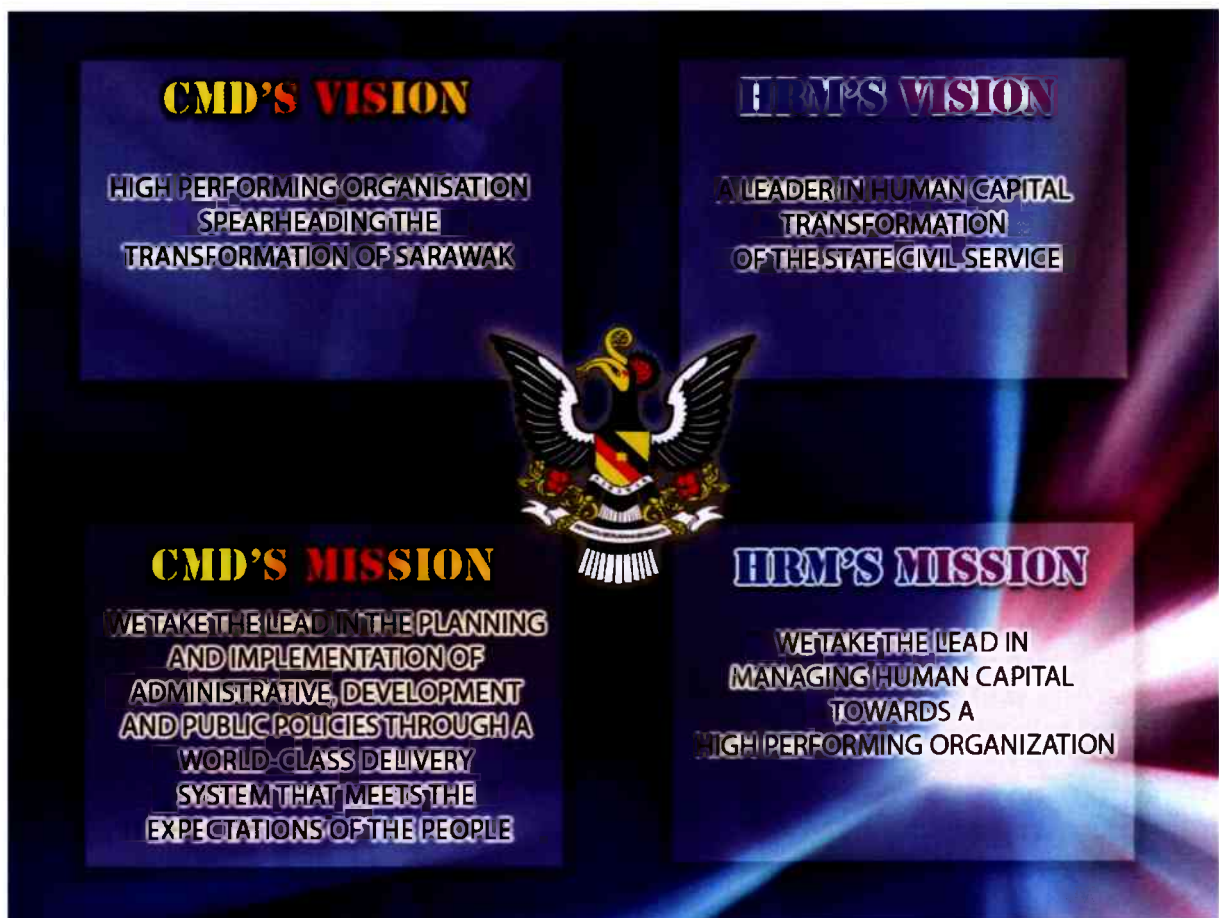 CMD'S VISION
HIGH PERFORMING ORGANISATION
SPEARHEADING THE
TRANSFORMATION OF SARAWAK
HRM'S VISION
A LEADER IN HUMAN CAPITAL
TRANSFORMATION
OF THE STATE CIVIL SERVICE
CMD'S MISSION
WE TAKE THE LEAD IN THE PLANNING
AND IMPLEMENTATION OF
ADMINISTRATIVE, DEVELOPMENT
AND PUBLIC POLICIES THROUGH A
WORLD-CLASS DELIVERY
SYSTEM THAT MEETS THE
EXPECTATIONS OF THE PEOPLE
HRM'S MISSION
WE TAKE THE LEAD IN
MANAGING HUMAN CAPITAL
TOWARDS A
HIGH PERFORMING ORGANIZATION